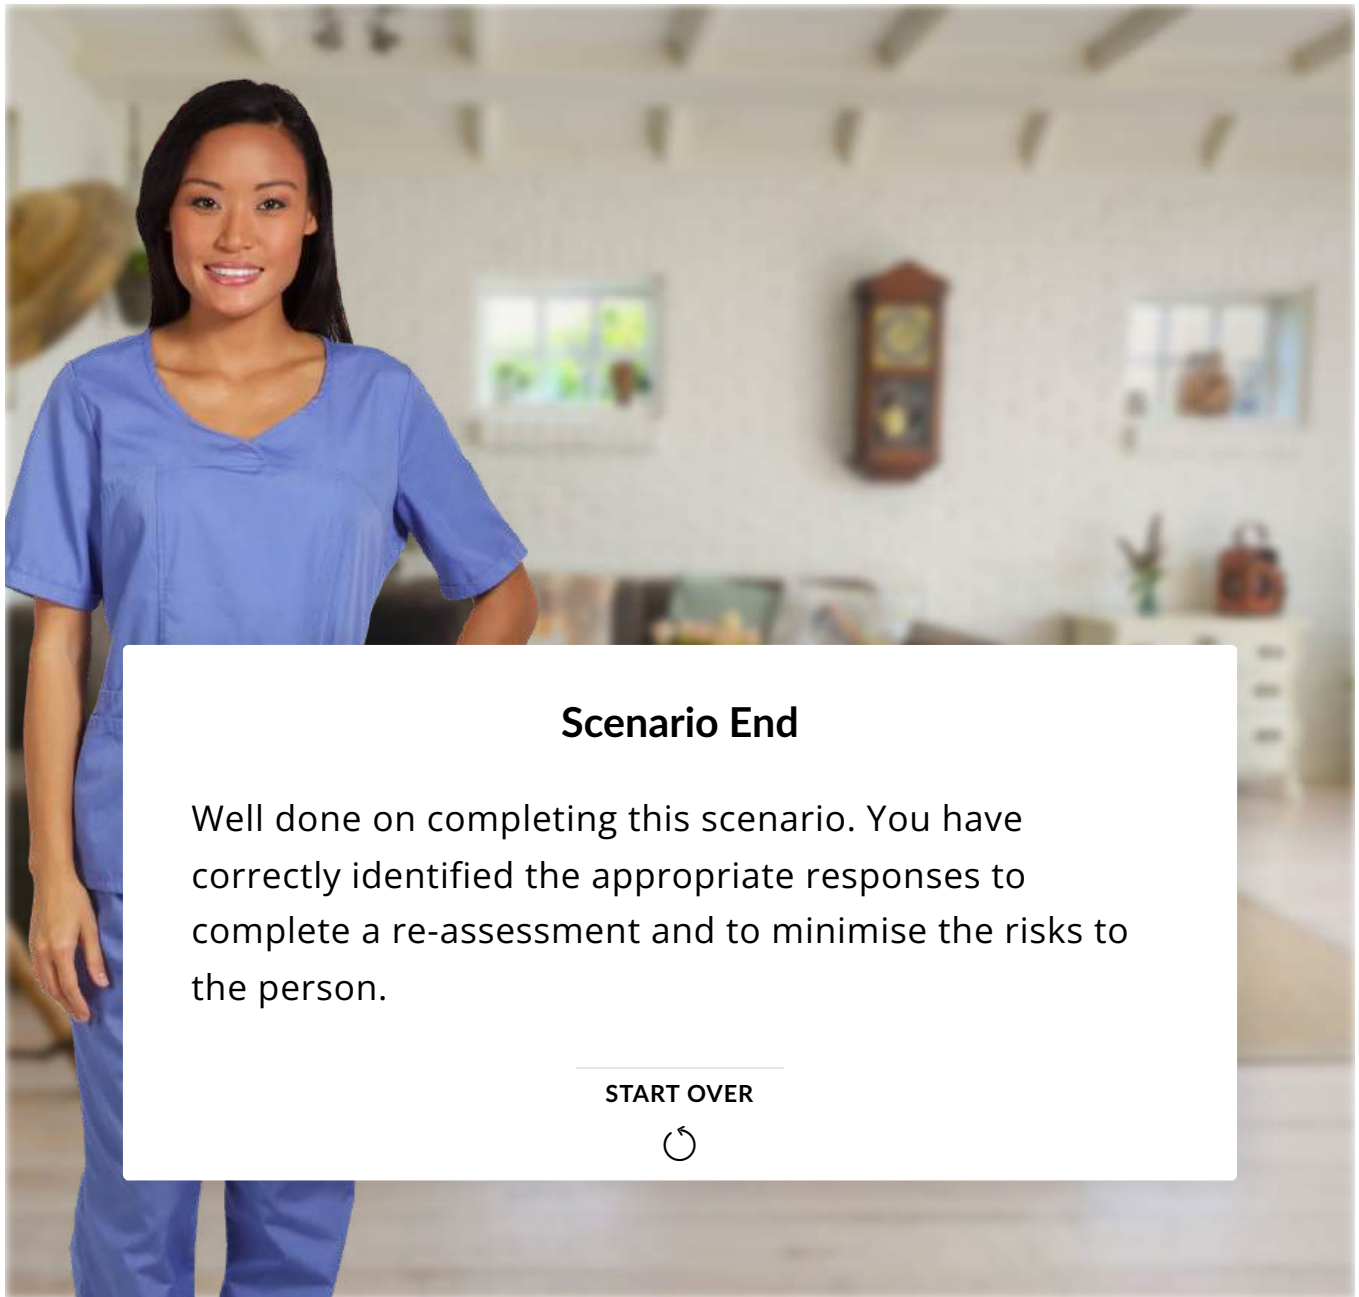 Scenario End
Well done on completing this scenario. You have
correctly identified the appropriate responses to
complete a re-assessment and to minimise the risks to
the person.
START OVER